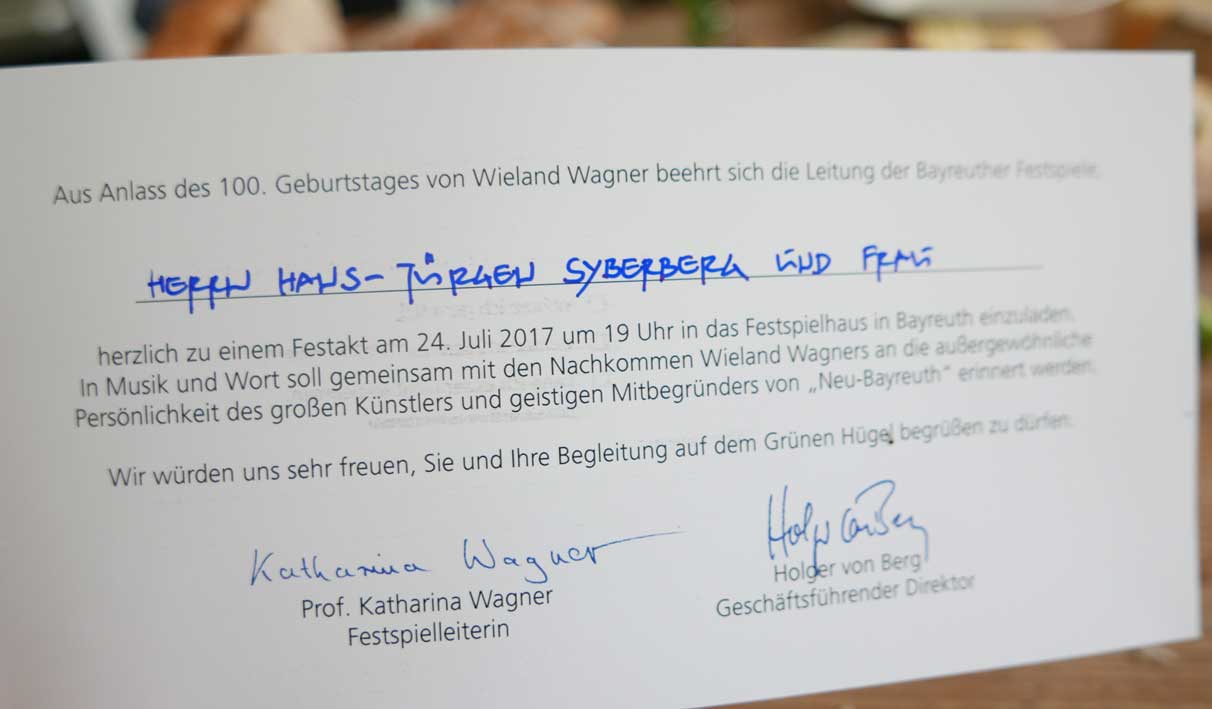 Aus Anlass des 100. Geburtstages von Wieland Wagner beehrt sich die Leitung der Bayreuther Festspiele,
HERRN HANS-JÜRGEN SYBERBERG UND FRAU
herzlich zu einem Festakt am 24. Juli 2017 um 19 Uhr in das Festspielhaus in Bayreuth einzuladen.
In Musik und Wort soll gemeinsam mit den Nachkommen Wieland Wagners an die außergewöhnliche
Persönlichkeit des großen Künstlers und geistigen Mitbegründers von „Neu-Bayreuth“ erinnert werden.
Wir würden uns sehr freuen, Sie und Ihre Begleitung auf dem Grünen Hügel begrüßen zu dürfen.
Katharina Wagner
Prof. Katharina Wagner
Festspielleiterin
Holger von Berg
Holger von Berg
Geschäftsführender Direktor